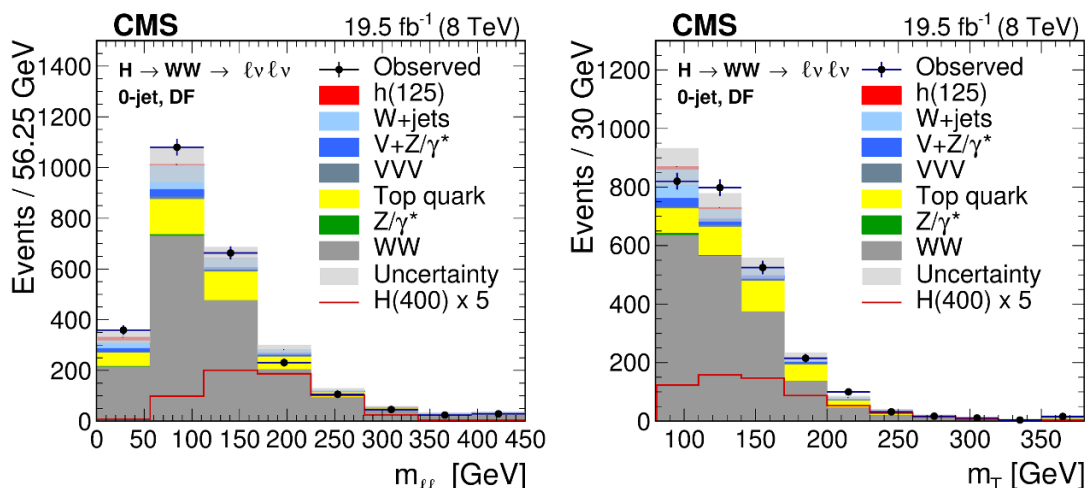 CMS 19.5 fb⁻¹ (8 TeV)
Events / 56.25 GeV
1400
1200
1000
800
600
400
200
0
H → WW → ℓν ℓν
0-jet, DF
Observed
h(125)
W+jets
V+Z/γ*
VVV
Top quark
Z/γ*
WW
Uncertainty
H(400) x 5
0 50 100 150 200 250 300 350 400 450
m_ℓℓ [GeV]
CMS 19.5 fb⁻¹ (8 TeV)
Events / 30 GeV
1200
1000
800
600
400
200
0
H → WW → ℓν ℓν
0-jet, DF
Observed
h(125)
W+jets
V+Z/γ*
VVV
Top quark
Z/γ*
WW
Uncertainty
H(400) x 5
100 150 200 250 300 350
m_T [GeV]